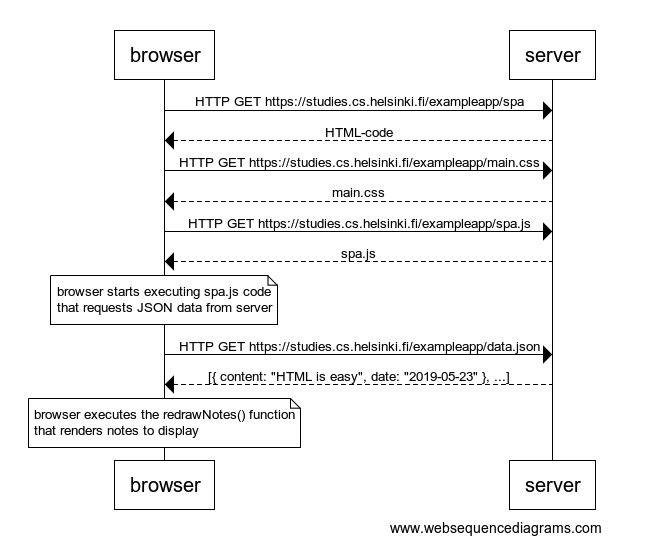 browser server
HTTP GET https://studies.cs.helsinki.fi/exampleapp/spa
HTML-code
HTTP GET https://studies.cs.helsinki.fi/exampleapp/main.css
main.css
HTTP GET https://studies.cs.helsinki.fi/exampleapp/spa.js
spa.js
browser starts executing spa.js code
that requests JSON data from server
HTTP GET https://studies.cs.helsinki.fi/exampleapp/data.json
[{ content: "HTML is easy", date: "2019-05-23" }, ...]
browser executes the redrawNotes() function
that renders notes to display
browser server
www.websequencediagrams.com